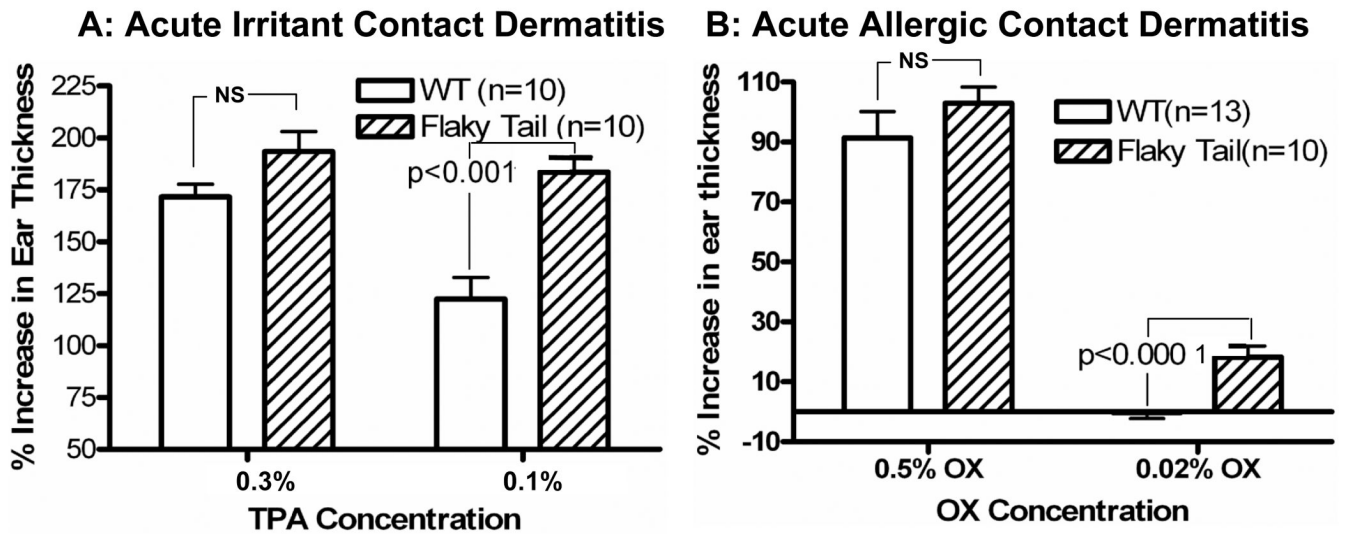 A: Acute Irritant Contact Dermatitis
% Increase in Ear Thickness
225
200
175
150
125
100
75
50
NS
WT (n=10)
Flaky Tail (n=10)
p<0.001
0.3%
0.1%
TPA Concentration
B: Acute Allergic Contact Dermatitis
% Increase in ear thickness
110
90
70
50
30
10
-10
NS
WT(n=13)
Flaky Tail(n=10)
p<0.000 1
0.5% OX
0.02% OX
OX Concentration